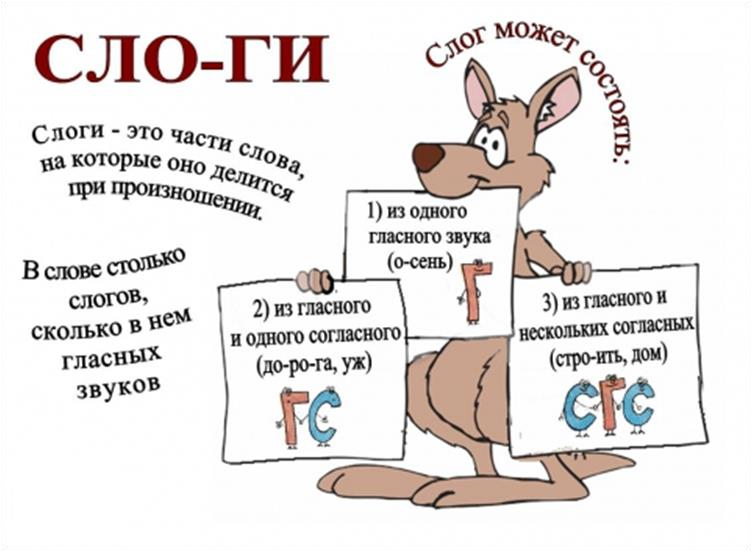 СЛО-ГИ
Слоги - это части слова,
на которые оно делится
при произношении.
В слове столько
слогов,
сколько в нем
гласных
звуков
Слог может состоять:
1) из одного
гласного звука
(о-сень)
Г
2) из гласного
и одного согласного
(до-ро-га, уж)
ГС
3) из гласного и
нескольких согласных
(стро-ить, дом)
СГС